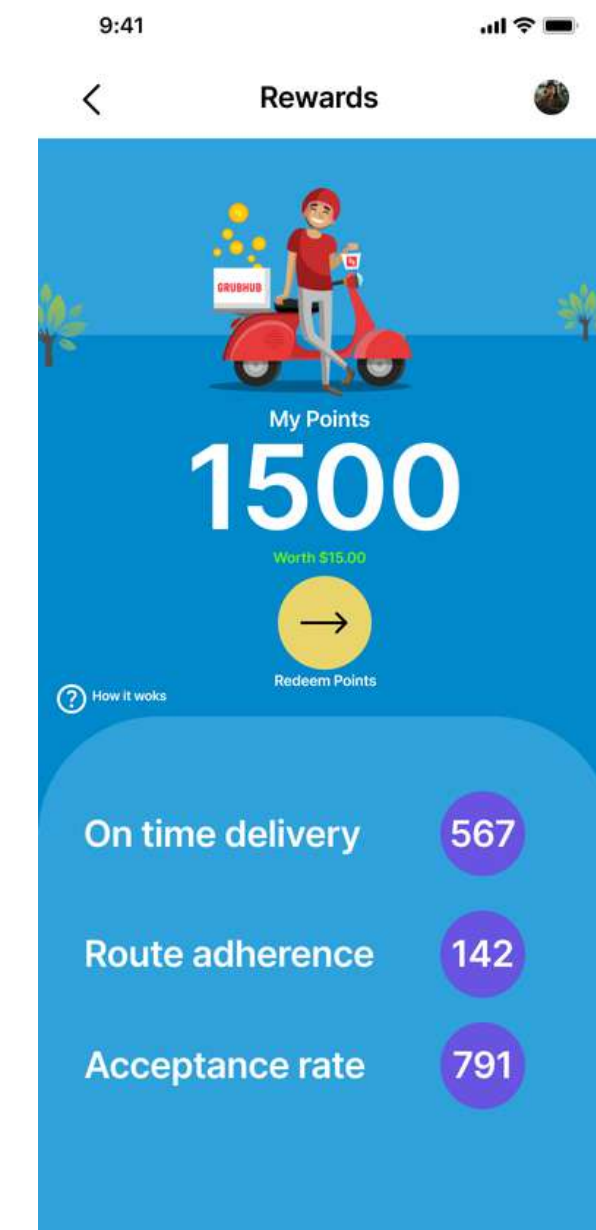 9:41
Rewards
GRUBHUB
My Points
1500
Worth $15.00
Redeem Points
How it woks
On time delivery 567
Route adherence 142
Acceptance rate 791